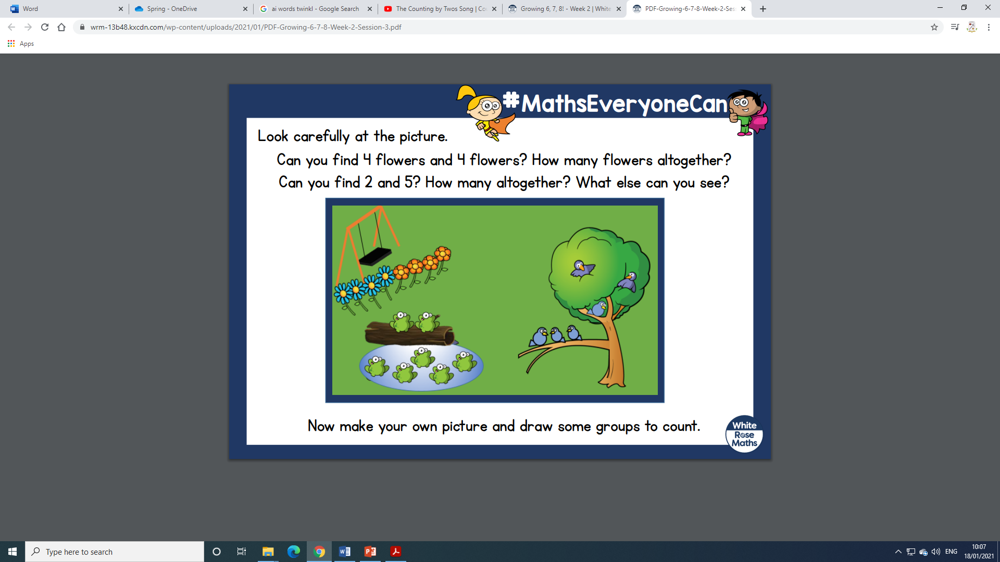 Word
Spring - OneDrive
ai words twinkl - Google Search
The Counting by Twos Song | Co
Growing 6, 7, 8! - Week 2 | White
PDF-Growing-6-7-8-Week-2-Ses
wrm-13b48.kxcdn.com/wp-content/uploads/2021/01/PDF-Growing-6-7-8-Week-2-Session-3.pdf
Apps
#MathsEveryoneCan
Look carefully at the picture.
Can you find 4 flowers and 4 flowers? How many flowers altogether?
Can you find 2 and 5? How many altogether? What else can you see?
Now make your own picture and draw some groups to count.
White
Rose
Maths
Type here to search
ENG
10:07
18/01/2021